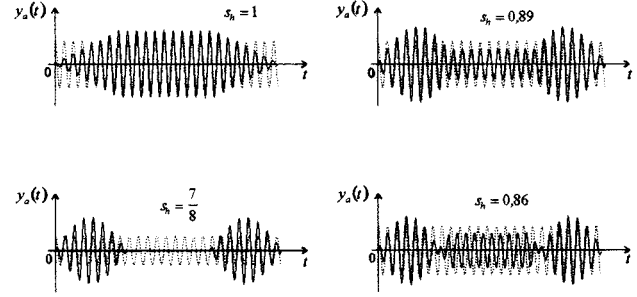 y_a(t) s_h = 1
0 t
y_a(t) s_h = 0,89
0 t
y_a(t) s_h = 7/8
0 t
y_a(t) s_h = 0,86
0 t